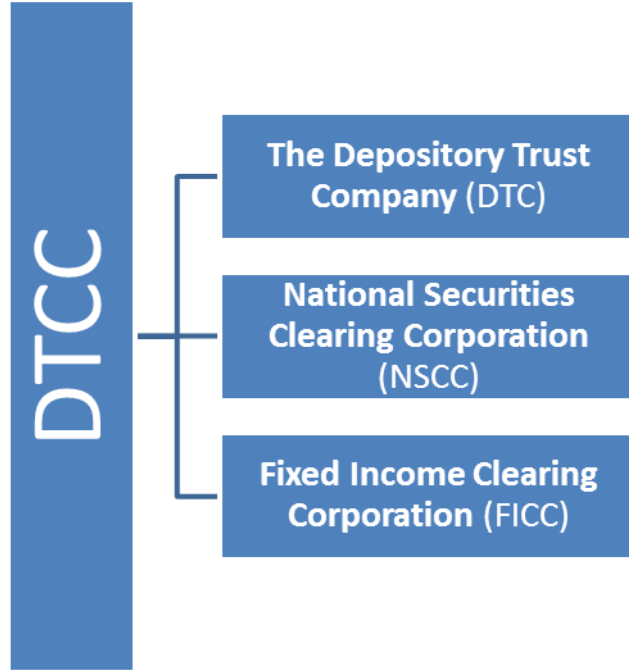 DTCC
The Depository Trust
Company (DTC)
National Securities
Clearing Corporation
(NSCC)
Fixed Income Clearing
Corporation (FICC)